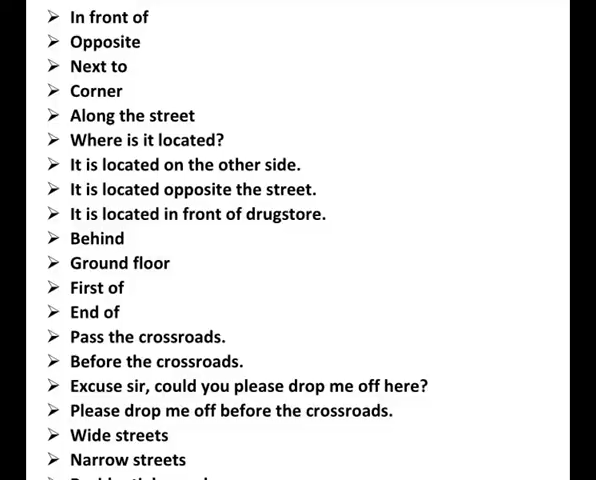 In front of
Opposite
Next to
Corner
Along the street
Where is it located?
It is located on the other side.
It is located opposite the street.
It is located in front of drugstore.
Behind
Ground floor
First of
End of
Pass the crossroads.
Before the crossroads.
Excuse sir, could you please drop me off here?
Please drop me off before the crossroads.
Wide streets
Narrow streets